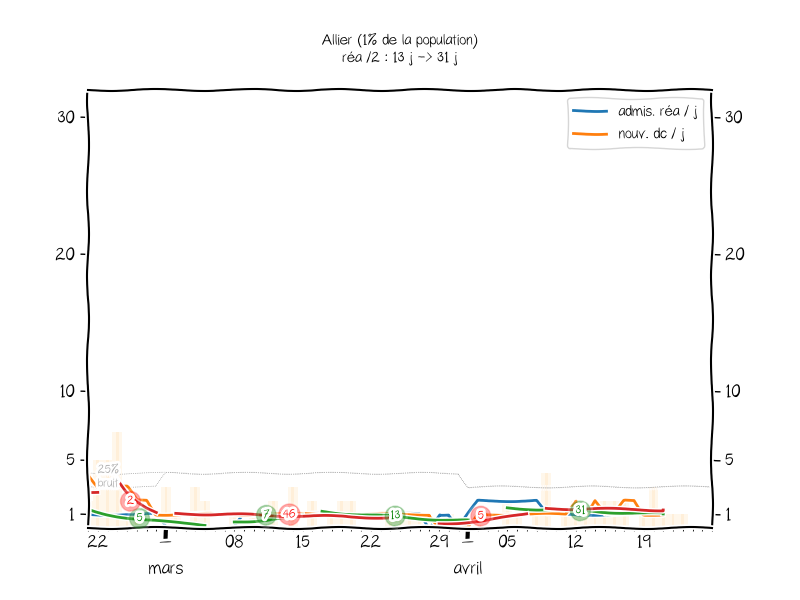 Allier (1% de la population)
réa /2 : 13 j -> 31 j
admis. réa / j
nouv. dc / j
30 30
20 20
10 10
5 5
1 1
25%
bruit
2 5 7 46 13 5 31
22 08 15 22 29 05 12 19
mars avril